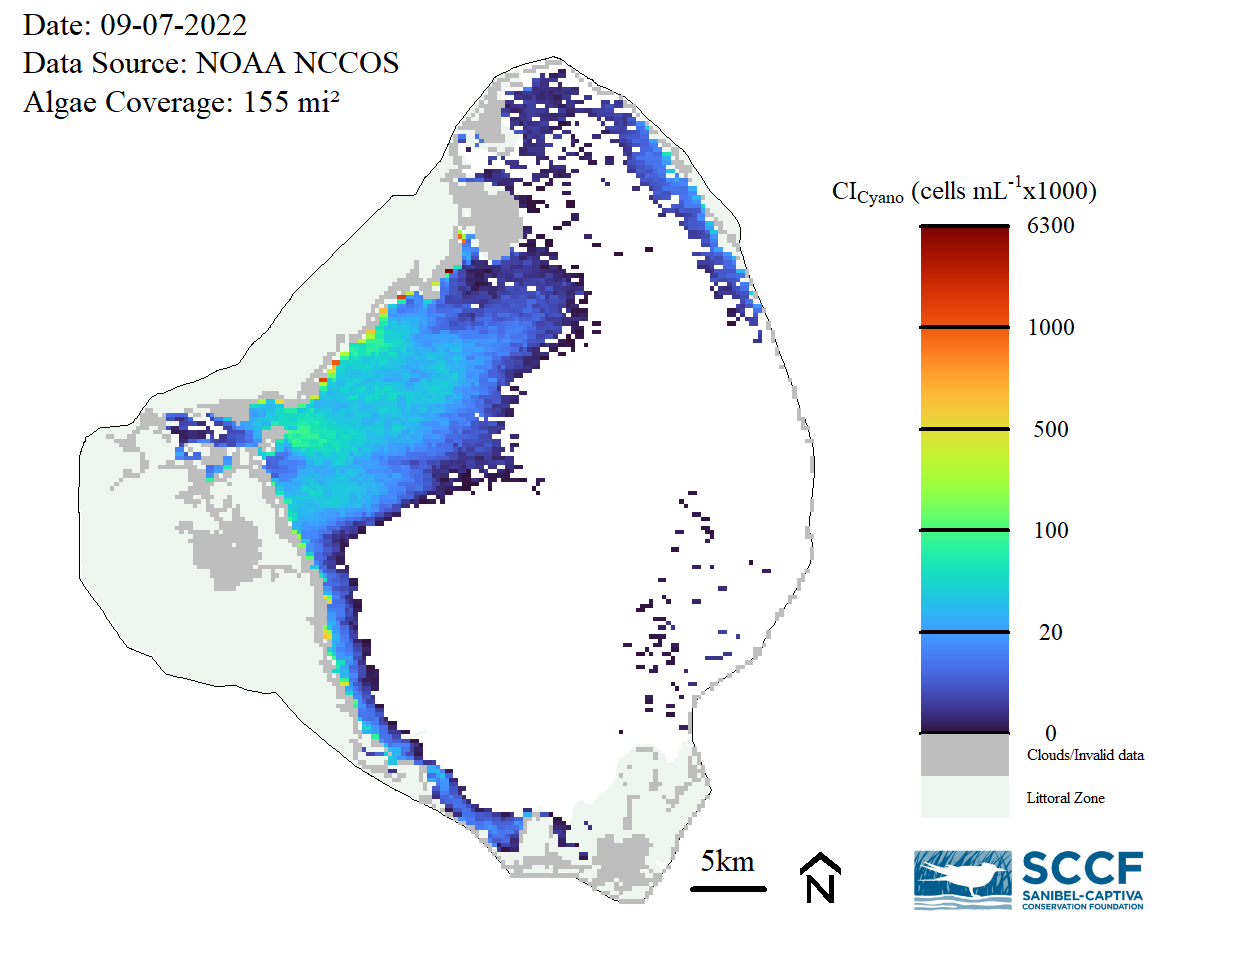 Date: 09-07-2022
Data Source: NOAA NCCOS
Algae Coverage: 155 mi²
CICyano (cells mL-1x1000)
6300
1000
500
100
20
0
Clouds/Invalid data
Littoral Zone
5km
N
SCCF
SANIBEL-CAPTIVA
CONSERVATION FOUNDATION